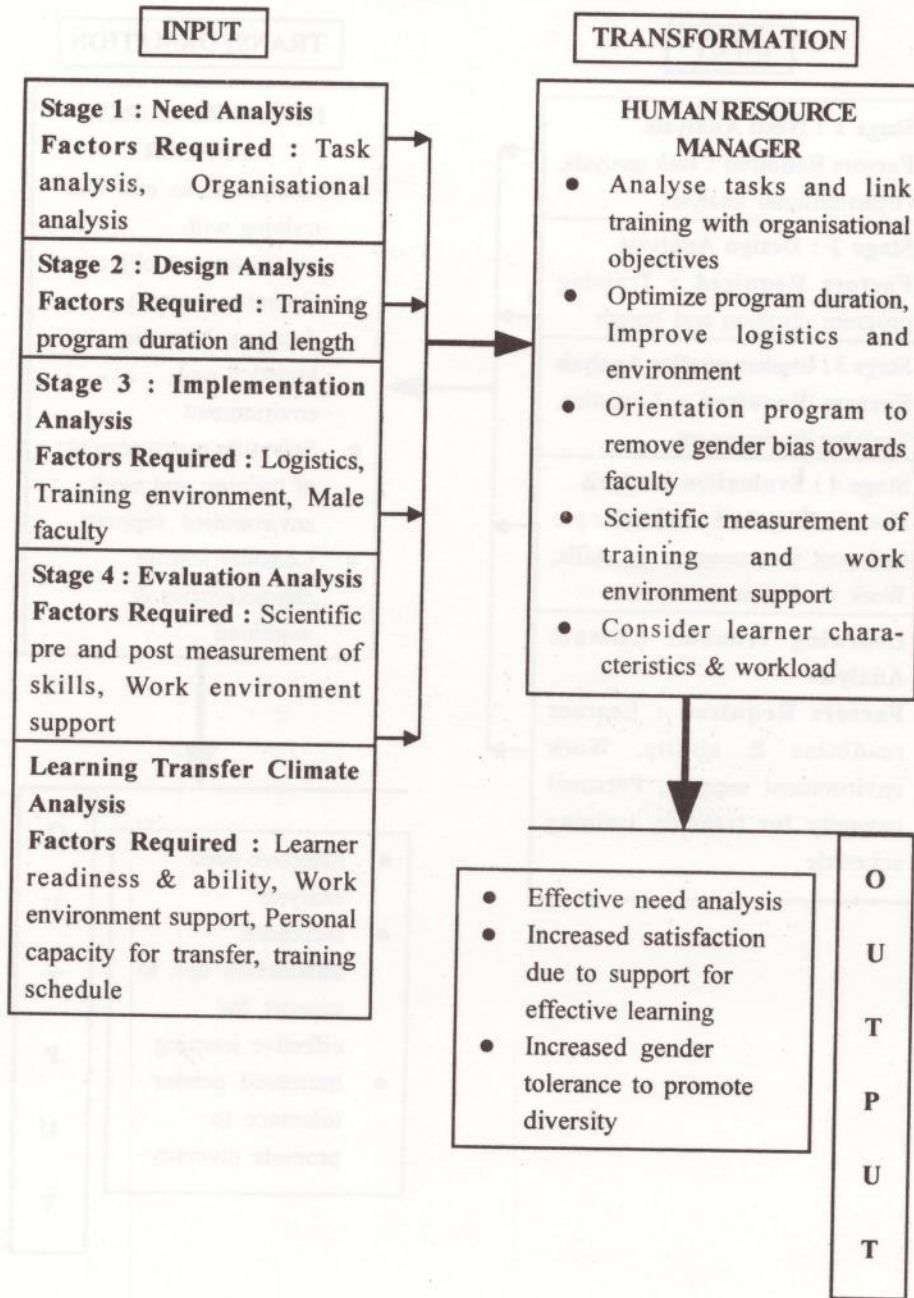 INPUT
Stage 1 : Need Analysis
Factors Required : Task
analysis, Organisational
analysis
Stage 2 : Design Analysis
Factors Required : Training
program duration and length
Stage 3 : Implementation
Analysis
Factors Required : Logistics,
Training environment, Male
faculty
Stage 4 : Evaluation Analysis
Factors Required : Scientific
pre and post measurement of
skills, Work environment
support
Learning Transfer Climate
Analysis
Factors Required : Learner
readiness & ability, Work
environment support, Personal
capacity for transfer, training
schedule
TRANSFORMATION
HUMAN RESOURCE
MANAGER
● Analyse tasks and link
training with organisational
objectives
● Optimize program duration,
Improve logistics and
environment
● Orientation program to
remove gender bias towards
faculty
● Scientific measurement of
training and work
environment support
● Consider learner chara-
cteristics & workload
● Effective need analysis
● Increased satisfaction
due to support for
effective learning
● Increased gender
tolerance to promote
diversity
O
U
T
P
U
T